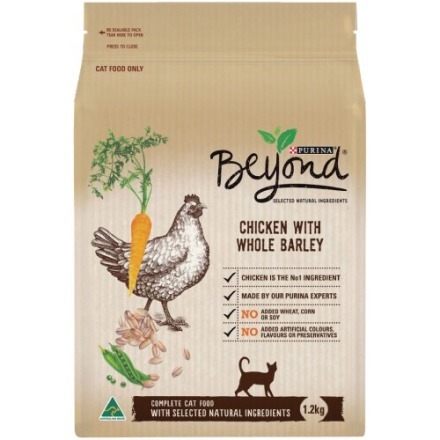 RE SEALABLE PACK
TEAR HERE TO OPEN
PRESS TO CLOSE
CAT FOOD ONLY
PURINA
Beyond®
SELECTED NATURAL INGREDIENTS
CHICKEN WITH
WHOLE BARLEY
CHICKEN IS THE No1 INGREDIENT
MADE BY OUR PURINA EXPERTS
NO ADDED WHEAT, CORN
OR SOY
NO ADDED ARTIFICIAL COLOURS,
FLAVOURS OR PRESERVATIVES
COMPLETE CAT FOOD
WITH SELECTED NATURAL INGREDIENTS
1.2kg